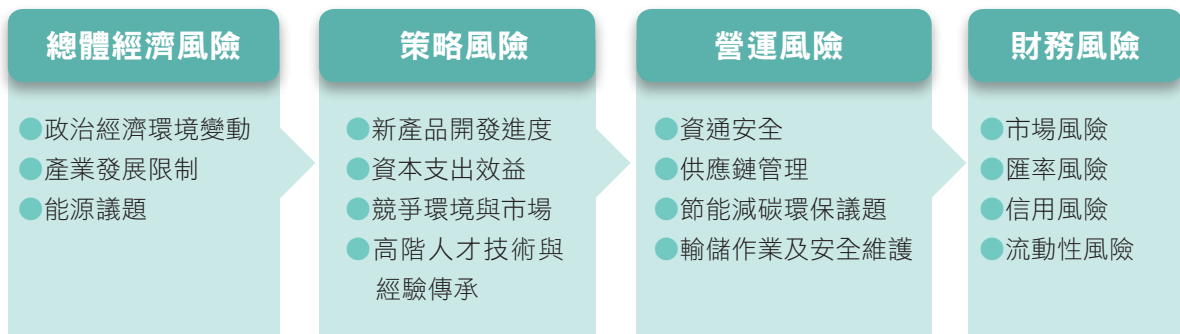 總體經濟風險
●政治經濟環境變動
●產業發展限制
●能源議題
策略風險
●新產品開發進度
●資本支出效益
●競爭環境與市場
●高階人才技術與
經驗傳承
營運風險
●資通安全
●供應鏈管理
●節能減碳環保議題
●輸儲作業及安全維護
財務風險
●市場風險
●匯率風險
●信用風險
●流動性風險